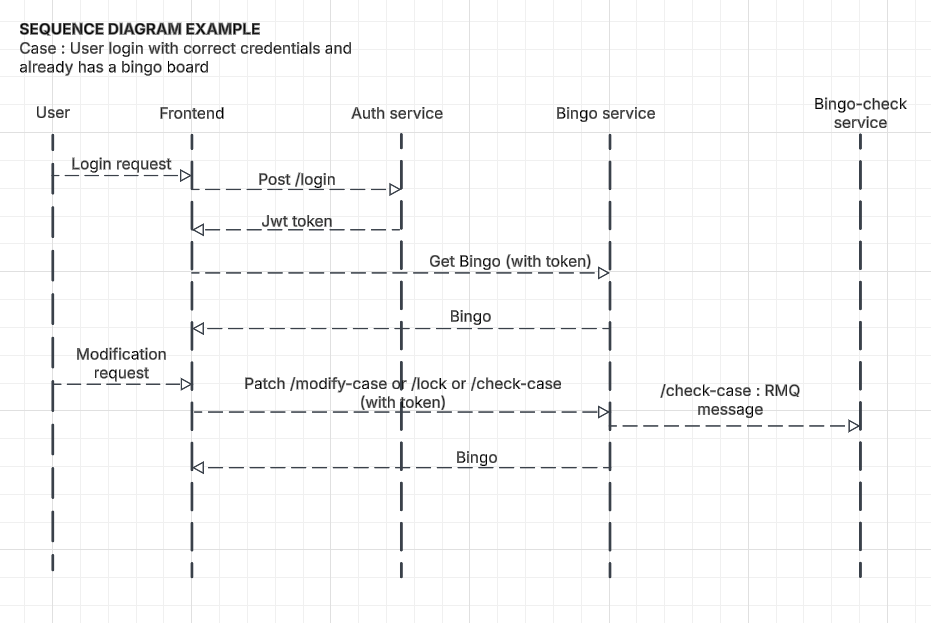 SEQUENCE DIAGRAM EXAMPLE
Case : User login with correct credentials and
already has a bingo board
User
Frontend
Auth service
Bingo service
Bingo-check
service
Login request
Post /login
Jwt token
Get Bingo (with token)
Bingo
Modification
request
Patch /modify-case or /lock or /check-case
(with token)
/check-case : RMQ
message
Bingo